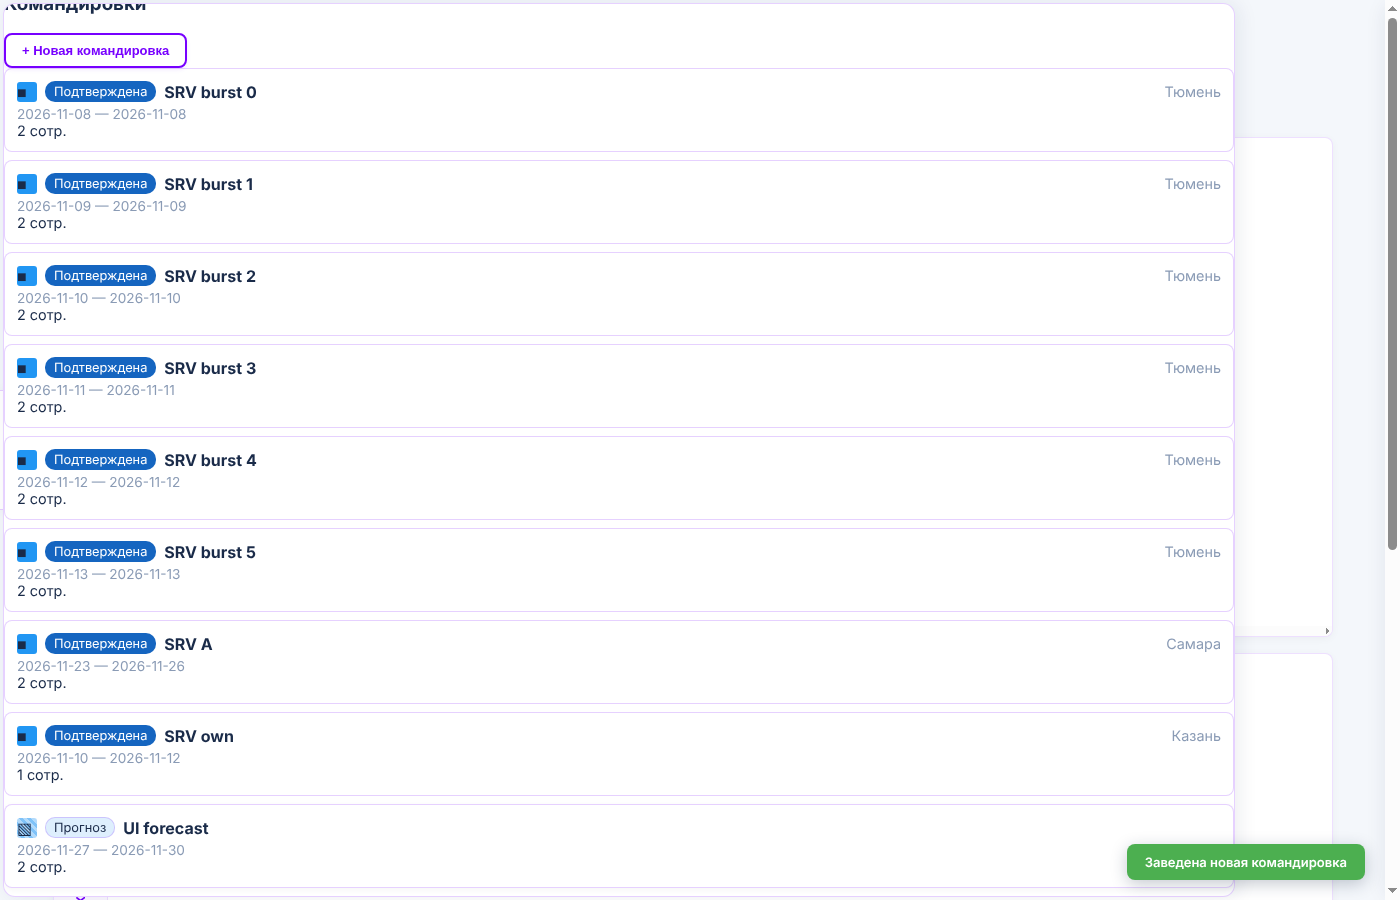 Командировки
+ Новая командировка
Подтверждена SRV burst 0 Тюмень
2026-11-08 — 2026-11-08
2 сотр.
Подтверждена SRV burst 1 Тюмень
2026-11-09 — 2026-11-09
2 сотр.
Подтверждена SRV burst 2 Тюмень
2026-11-10 — 2026-11-10
2 сотр.
Подтверждена SRV burst 3 Тюмень
2026-11-11 — 2026-11-11
2 сотр.
Подтверждена SRV burst 4 Тюмень
2026-11-12 — 2026-11-12
2 сотр.
Подтверждена SRV burst 5 Тюмень
2026-11-13 — 2026-11-13
2 сотр.
Подтверждена SRV A Самара
2026-11-23 — 2026-11-26
2 сотр.
Подтверждена SRV own Казань
2026-11-10 — 2026-11-12
1 сотр.
Прогноз UI forecast
2026-11-27 — 2026-11-30
2 сотр.
Заведена новая командировка